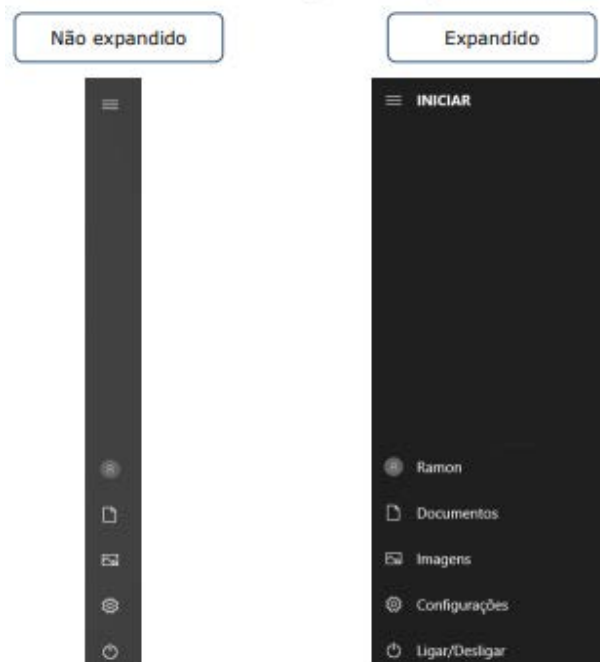 Não expandido
Expandido
INICIAR
Ramon
Documentos
Imagens
Configurações
Ligar/Desligar